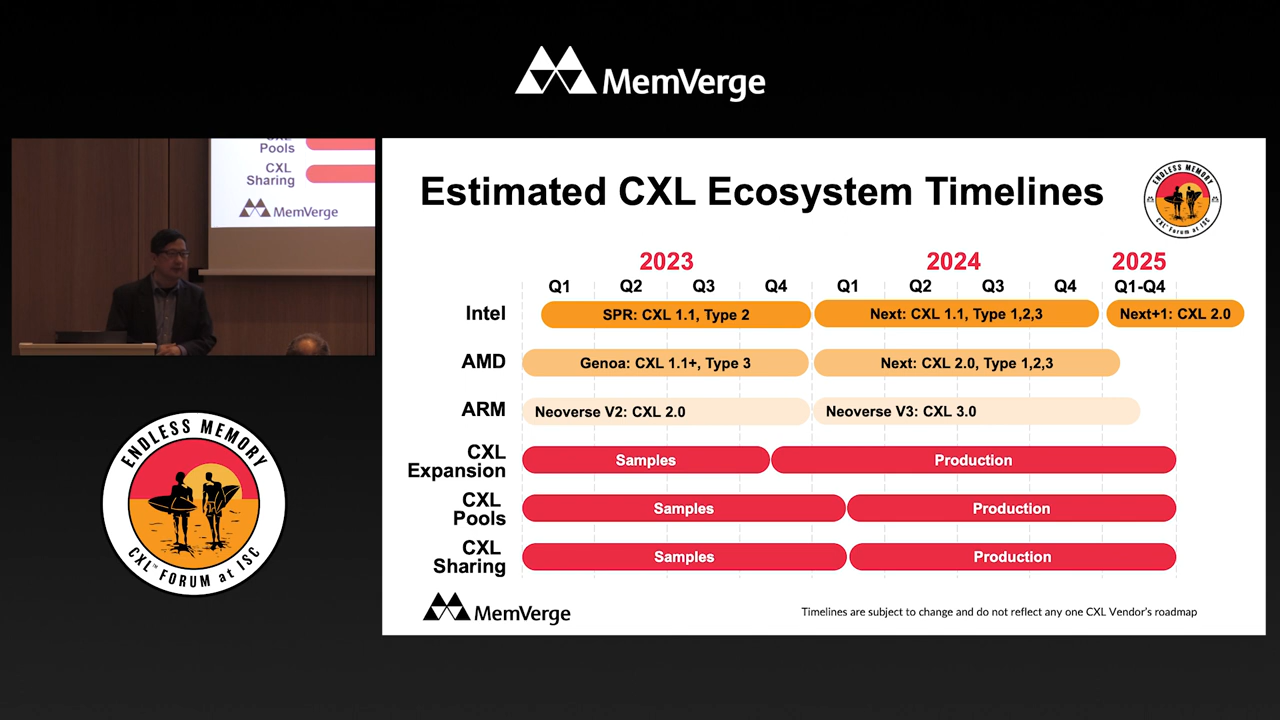 MemVerge
CXL
Pools
CXL
Sharing
MemVerge
ENDLESS MEMORY
CXL™ FORUM at ISC
Estimated CXL Ecosystem Timelines
ENDLESS MEMORY
CXL™ Forum at ISC
2023 2024 2025
Q1 Q2 Q3 Q4 Q1 Q2 Q3 Q4 Q1-Q4
Intel SPR: CXL 1.1, Type 2 Next: CXL 1.1, Type 1,2,3 Next+1: CXL 2.0
AMD Genoa: CXL 1.1+, Type 3 Next: CXL 2.0, Type 1,2,3
ARM Neoverse V2: CXL 2.0 Neoverse V3: CXL 3.0
CXL
Expansion Samples Production
CXL
Pools Samples Production
CXL
Sharing Samples Production
MemVerge
Timelines are subject to change and do not reflect any one CXL Vendor's roadmap